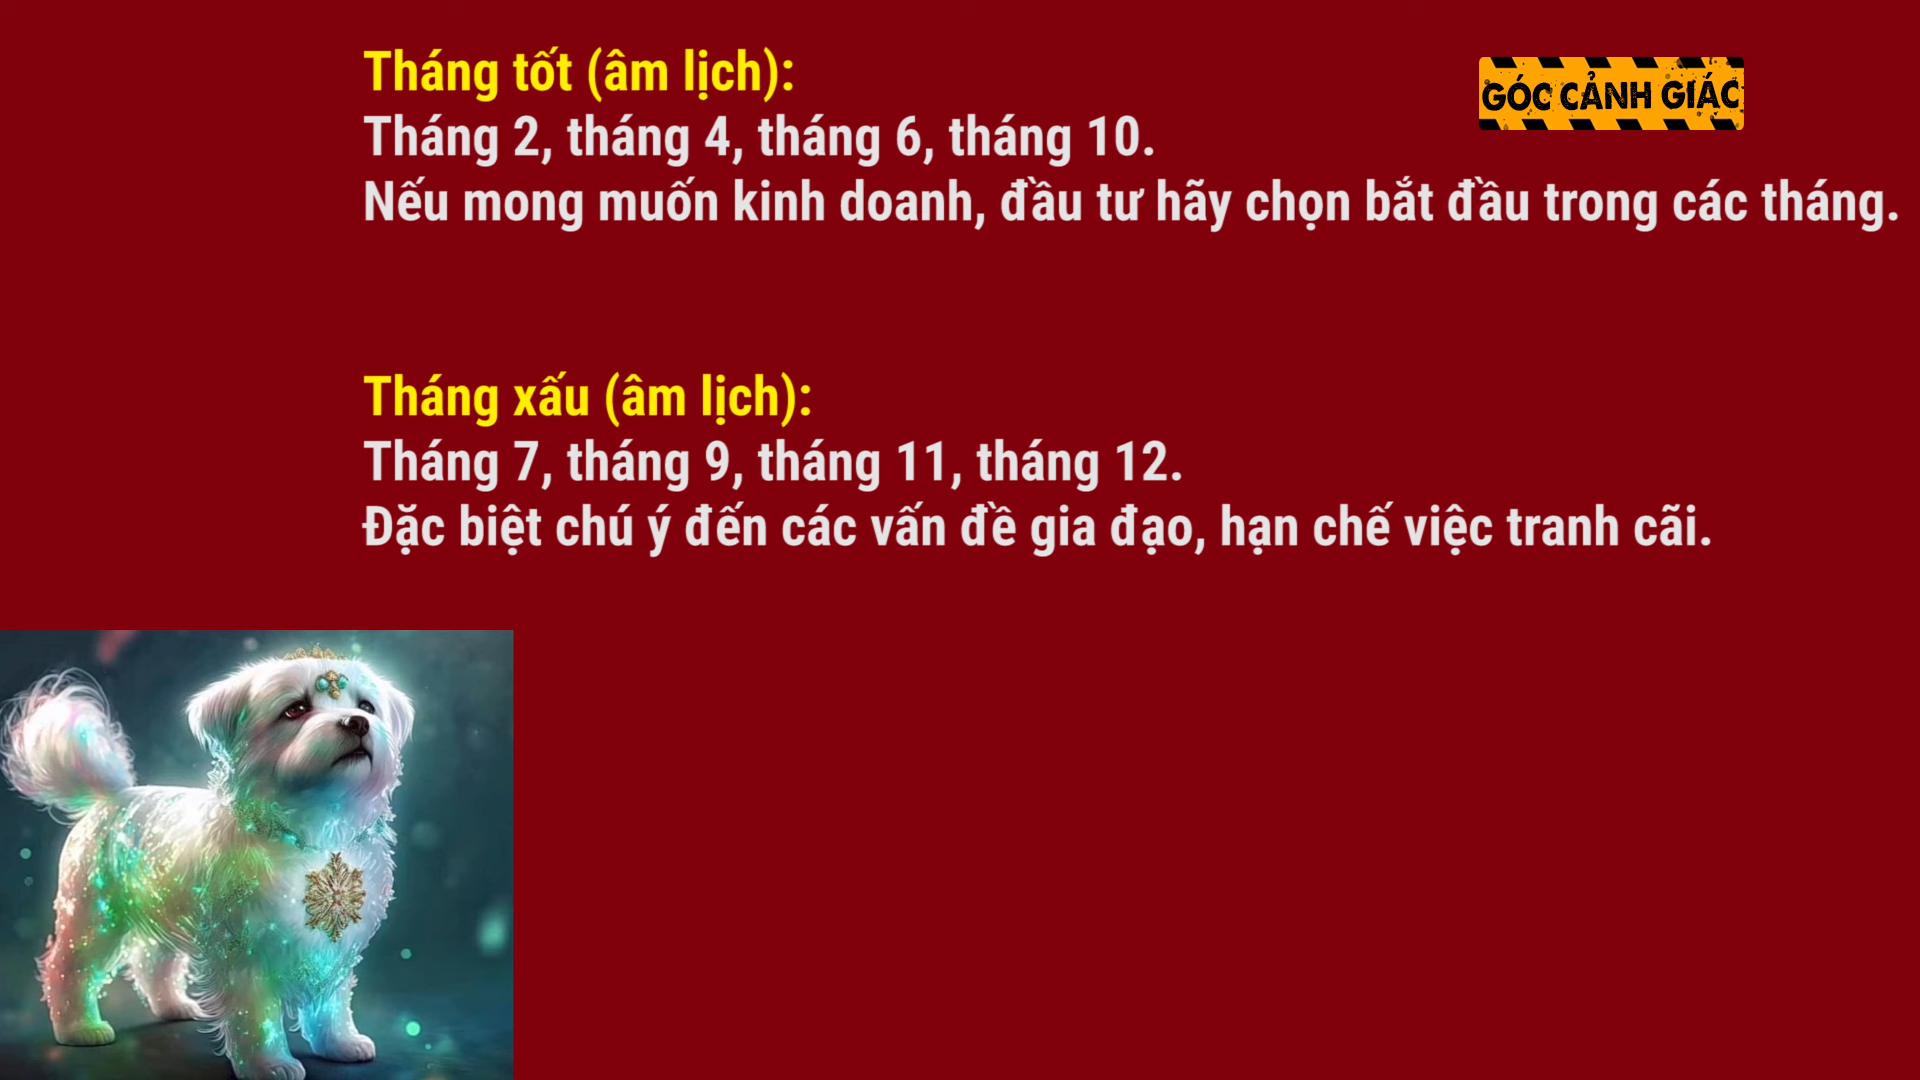 Tháng tốt (âm lịch):
GÓC CẢNH GIÁC
Tháng 2, tháng 4, tháng 6, tháng 10.
Nếu mong muốn kinh doanh, đầu tư hãy chọn bắt đầu trong các tháng.
Tháng xấu (âm lịch):
Tháng 7, tháng 9, tháng 11, tháng 12.
Đặc biệt chú ý đến các vấn đề gia đạo, hạn chế việc tranh cãi.